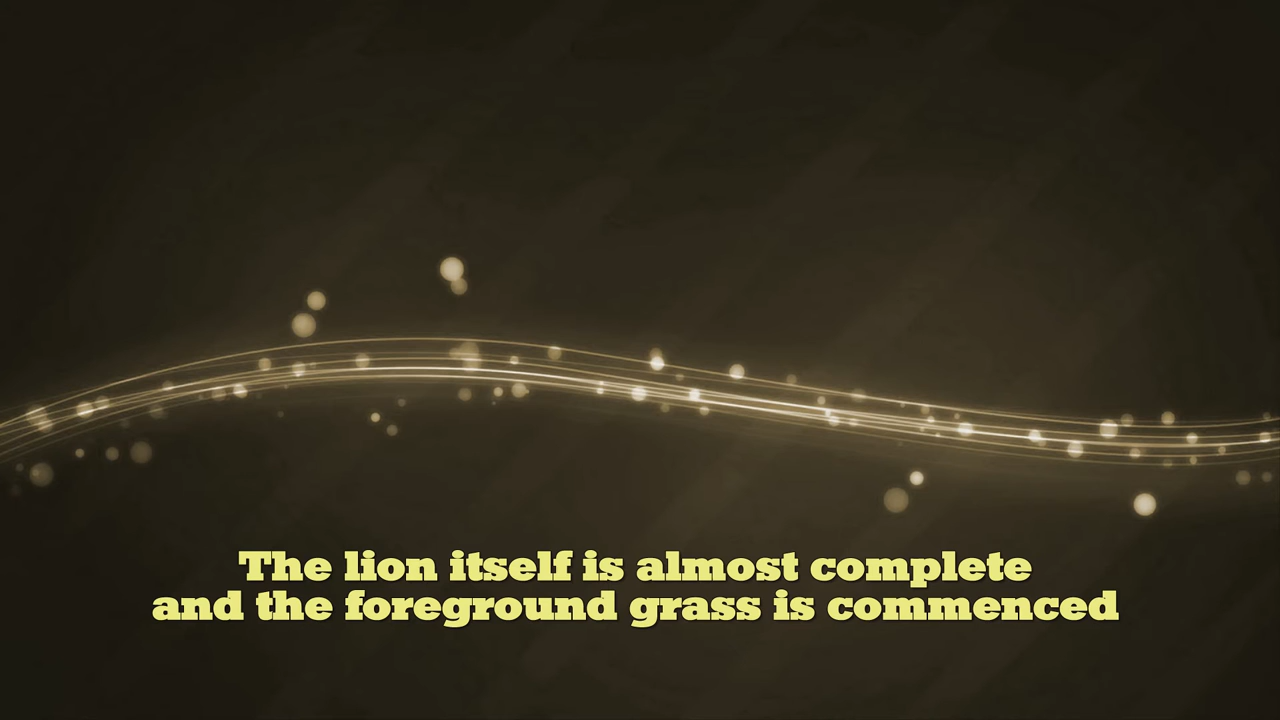 The lion itself is almost complete
and the foreground grass is commenced